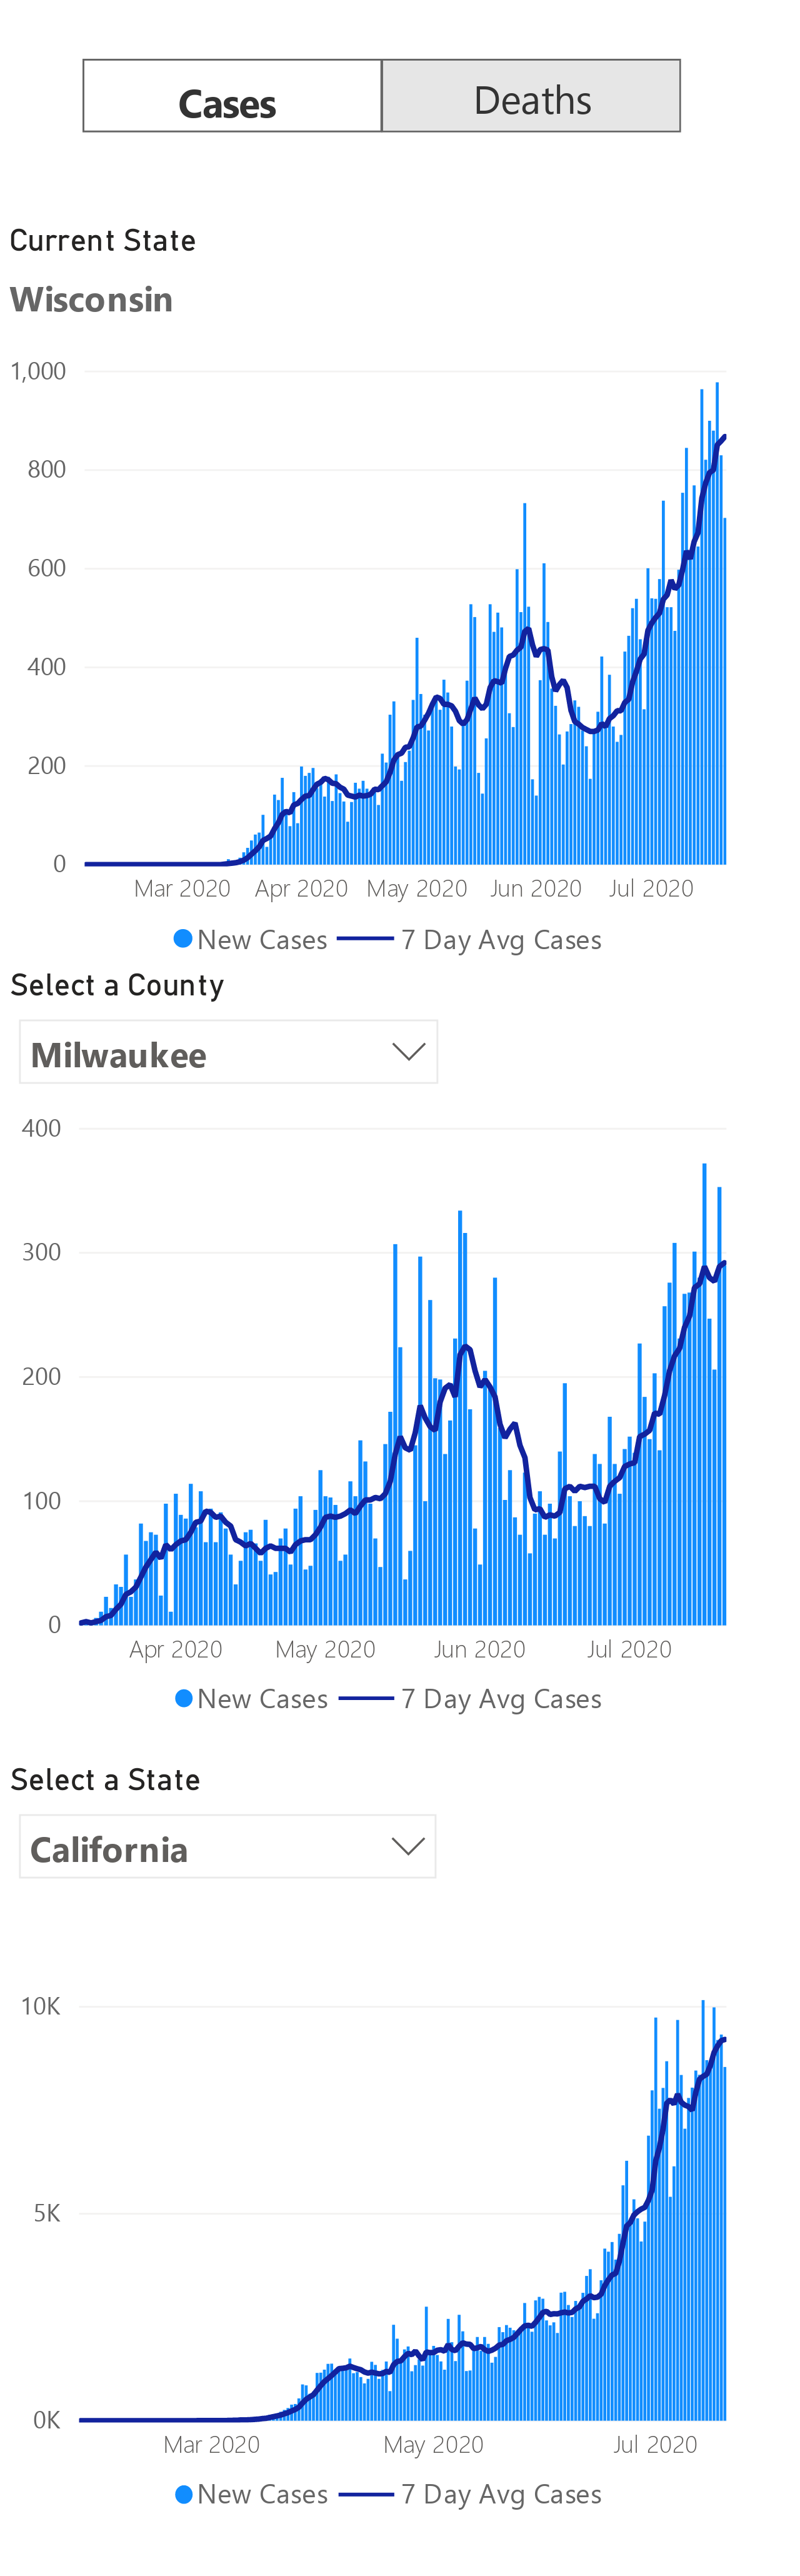 Cases Deaths
Current State
Wisconsin
1,000
800
600
400
200
0
Mar 2020 Apr 2020 May 2020 Jun 2020 Jul 2020
New Cases 7 Day Avg Cases
Select a County
Milwaukee
400
300
200
100
0
Apr 2020 May 2020 Jun 2020 Jul 2020
New Cases 7 Day Avg Cases
Select a State
California
10K
5K
0K
Mar 2020 May 2020 Jul 2020
New Cases 7 Day Avg Cases